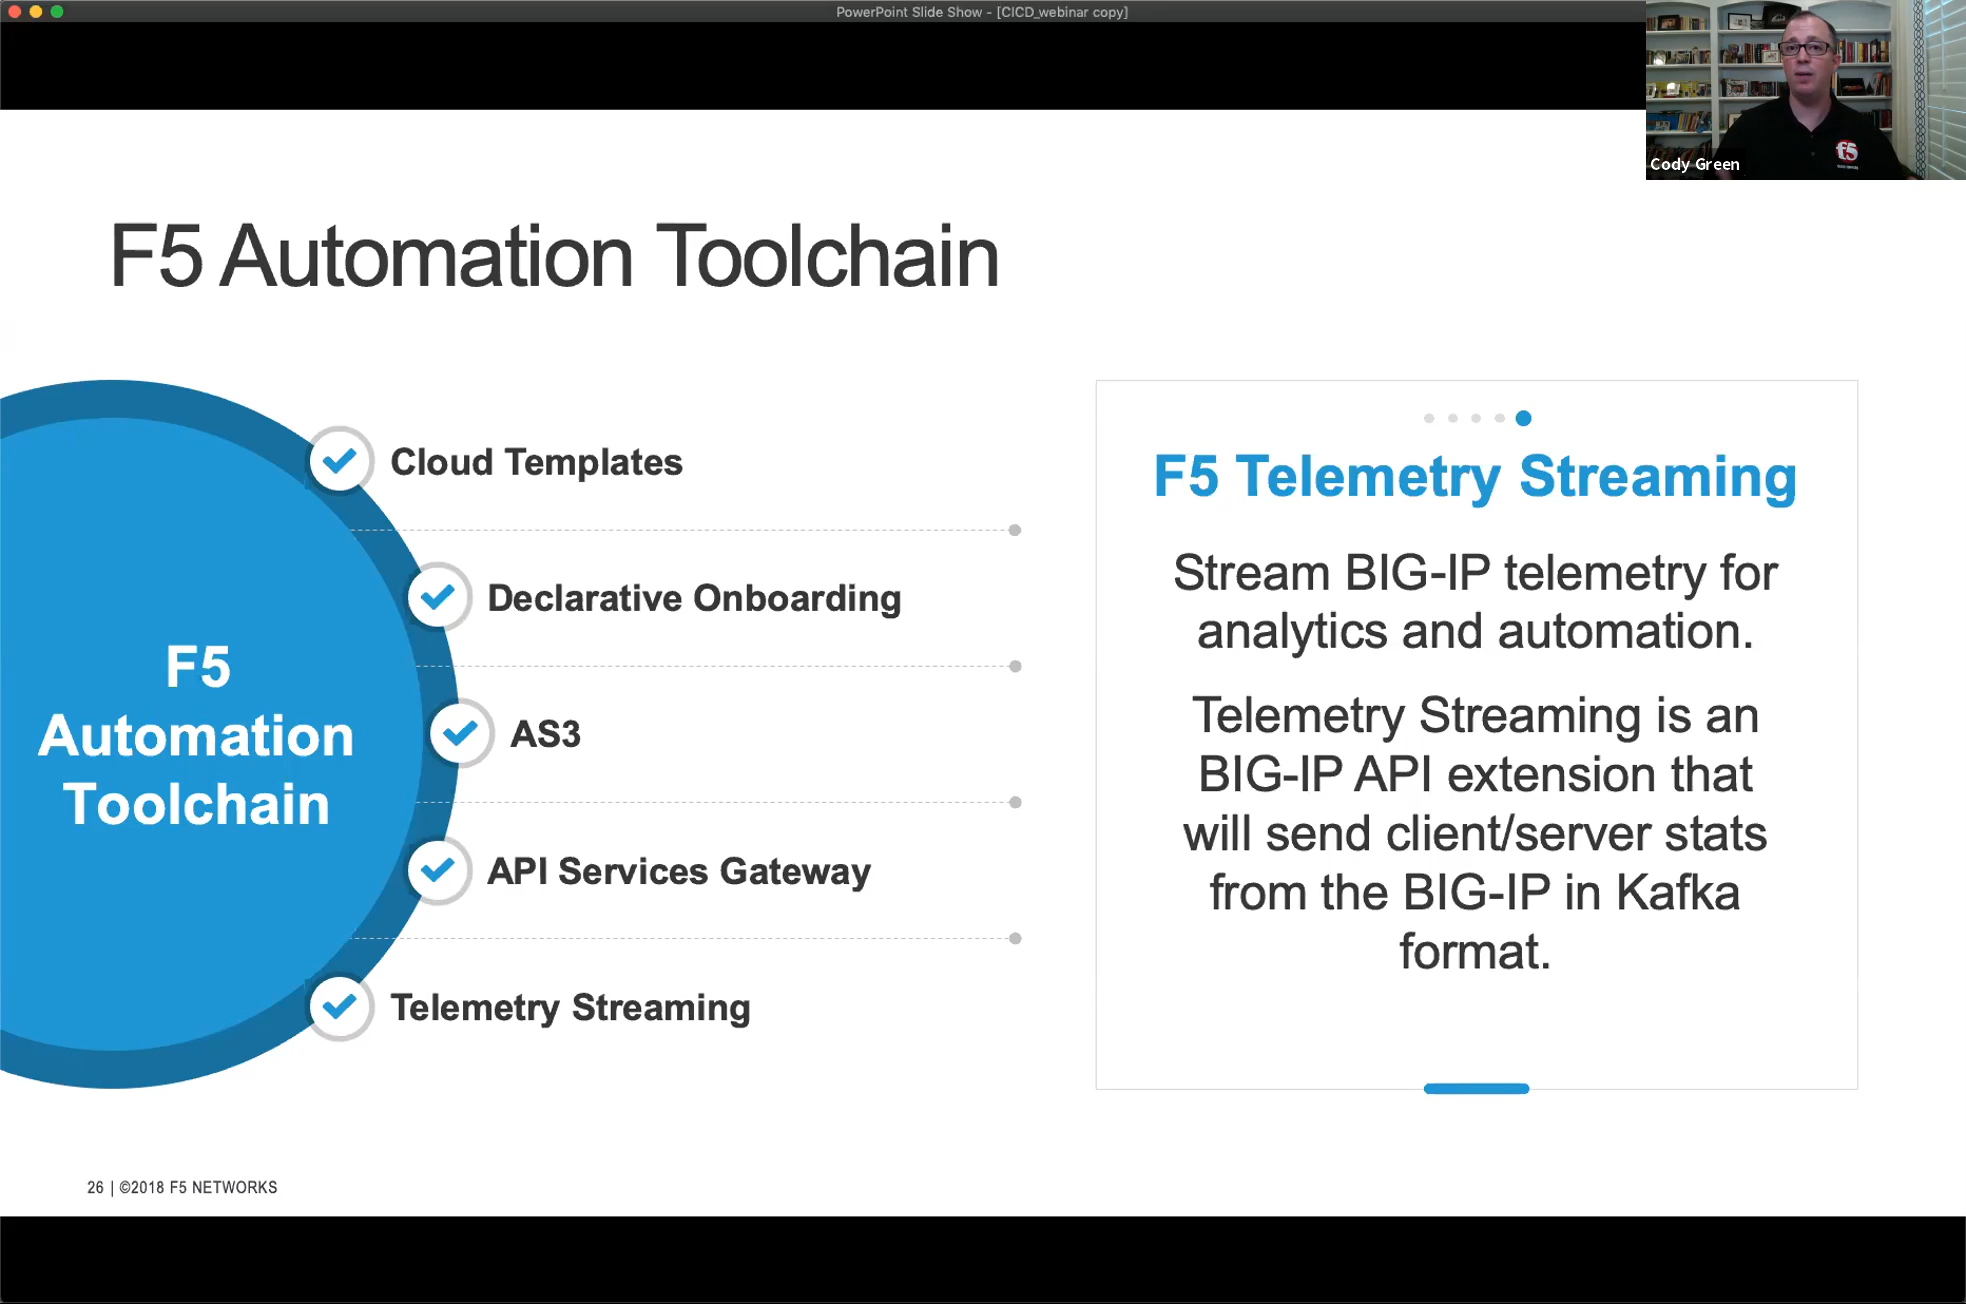 PowerPoint Slide Show - [CICD_webinar copy]
f5
Cody Green
F5 Automation Toolchain
F5
Automation
Toolchain
Cloud Templates
Declarative Onboarding
AS3
API Services Gateway
Telemetry Streaming
F5 Telemetry Streaming
Stream BIG-IP telemetry for
analytics and automation.
Telemetry Streaming is an
BIG-IP API extension that
will send client/server stats
from the BIG-IP in Kafka
format.
26 | ©2018 F5 NETWORKS